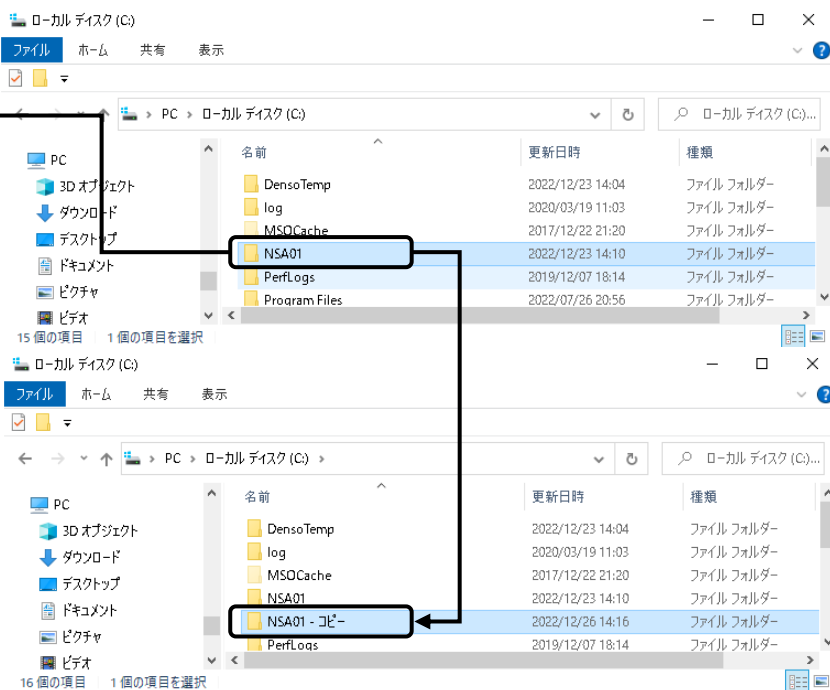 ローカル ディスク (C:)
ファイル ホーム 共有 表示
PC › ローカル ディスク (C:) ローカル ディスク (C:)...
名前 更新日時 種類
PC
3D オブジェクト
ダウンロード
デスクトップ
ドキュメント
ピクチャ
ビデオ
DensoTemp 2022/12/23 14:04 ファイル フォルダー
log 2020/03/19 11:03 ファイル フォルダー
MSOCache 2017/12/22 21:20 ファイル フォルダー
NSA01 2022/12/23 14:10 ファイル フォルダー
PerfLogs 2019/12/07 18:14 ファイル フォルダー
Program Files 2022/07/26 20:56 ファイル フォルダー
15 個の項目 1 個の項目を選択
ローカル ディスク (C:)
ファイル ホーム 共有 表示
PC › ローカル ディスク (C:) › ローカル ディスク (C:)...
名前 更新日時 種類
PC
3D オブジェクト
ダウンロード
デスクトップ
ドキュメント
ピクチャ
ビデオ
DensoTemp 2022/12/23 14:04 ファイル フォルダー
log 2020/03/19 11:03 ファイル フォルダー
MSOCache 2017/12/22 21:20 ファイル フォルダー
NSA01 2022/12/23 14:10 ファイル フォルダー
NSA01 - コピー 2022/12/26 14:16 ファイル フォルダー
PerfLogs 2019/12/07 18:14 ファイル フォルダー
16 個の項目 1 個の項目を選択